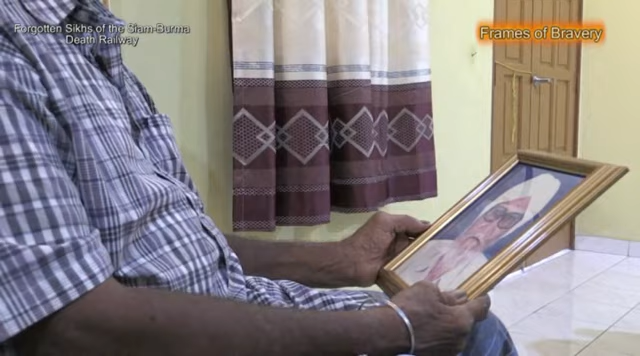 Forgotten Sikhs of the Siam-Burma
Death Railway
Frames of Bravery